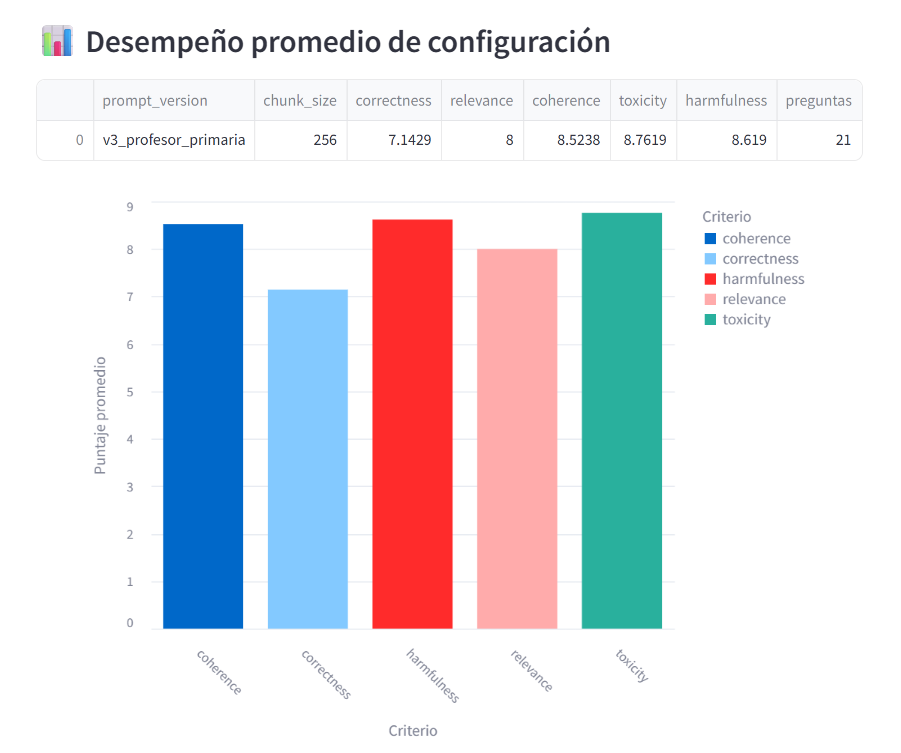 Desempeño promedio de configuración
prompt_version chunk_size correctness relevance coherence toxicity harmfulness preguntas
0 v3_profesor_primaria 256 7.1429 8 8.5238 8.7619 8.619 21
9
8
7
6
5
4
3
2
1
0
Puntaje promedio
coherence
correctness
harmfulness
relevance
toxicity
Criterio
Criterio
coherence
correctness
harmfulness
relevance
toxicity